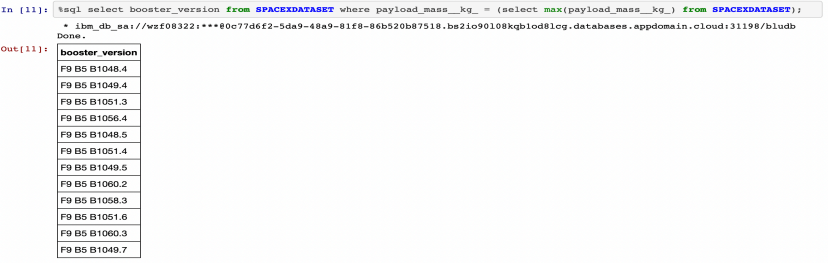 In [11]: %sql select booster_version from SPACEXDATASET where payload_mass__kg_ = (select max(payload_mass__kg_) from SPACEXDATASET);
* ibm_db_sa://wzf08322:***@0c77d6f2-5da9-48a9-81f8-86b520b87518.bs2io90l08kqb1od8lcg.databases.appdomain.cloud:31198/bludb
Done.
Out[11]:
booster_version
F9 B5 B1048.4
F9 B5 B1049.4
F9 B5 B1051.3
F9 B5 B1056.4
F9 B5 B1048.5
F9 B5 B1051.4
F9 B5 B1049.5
F9 B5 B1060.2
F9 B5 B1058.3
F9 B5 B1051.6
F9 B5 B1060.3
F9 B5 B1049.7